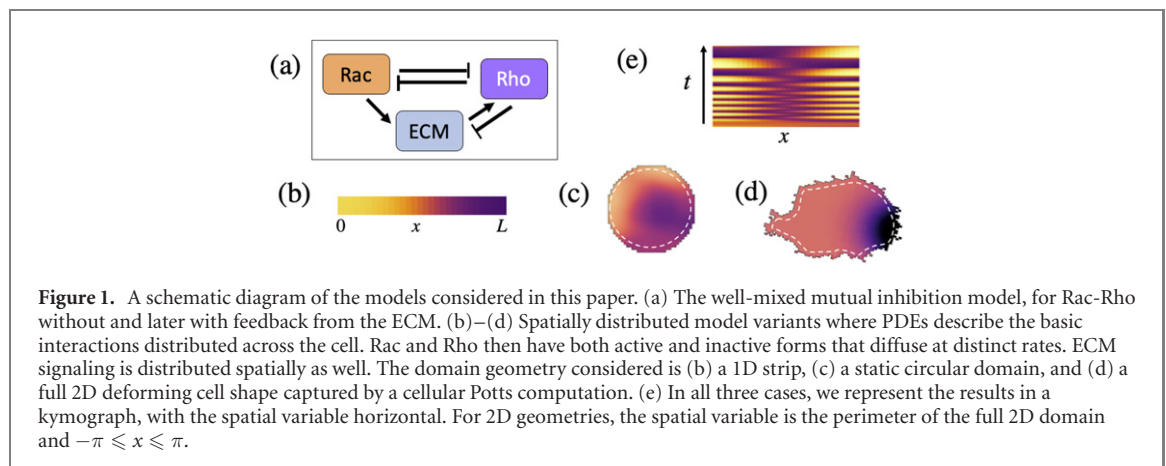 (a)
Rac
Rho
ECM
(e)
t
x
(b)
0 x L
(c)
(d)
Figure 1. A schematic diagram of the models considered in this paper. (a) The well-mixed mutual inhibition model, for Rac-Rho
without and later with feedback from the ECM. (b)–(d) Spatially distributed model variants where PDEs describe the basic
interactions distributed across the cell. Rac and Rho then have both active and inactive forms that diffuse at distinct rates. ECM
signaling is distributed spatially as well. The domain geometry considered is (b) a 1D strip, (c) a static circular domain, and (d) a
full 2D deforming cell shape captured by a cellular Potts computation. (e) In all three cases, we represent the results in a
kymograph, with the spatial variable horizontal. For 2D geometries, the spatial variable is the perimeter of the full 2D domain
and −π ⩽ x ⩽ π.